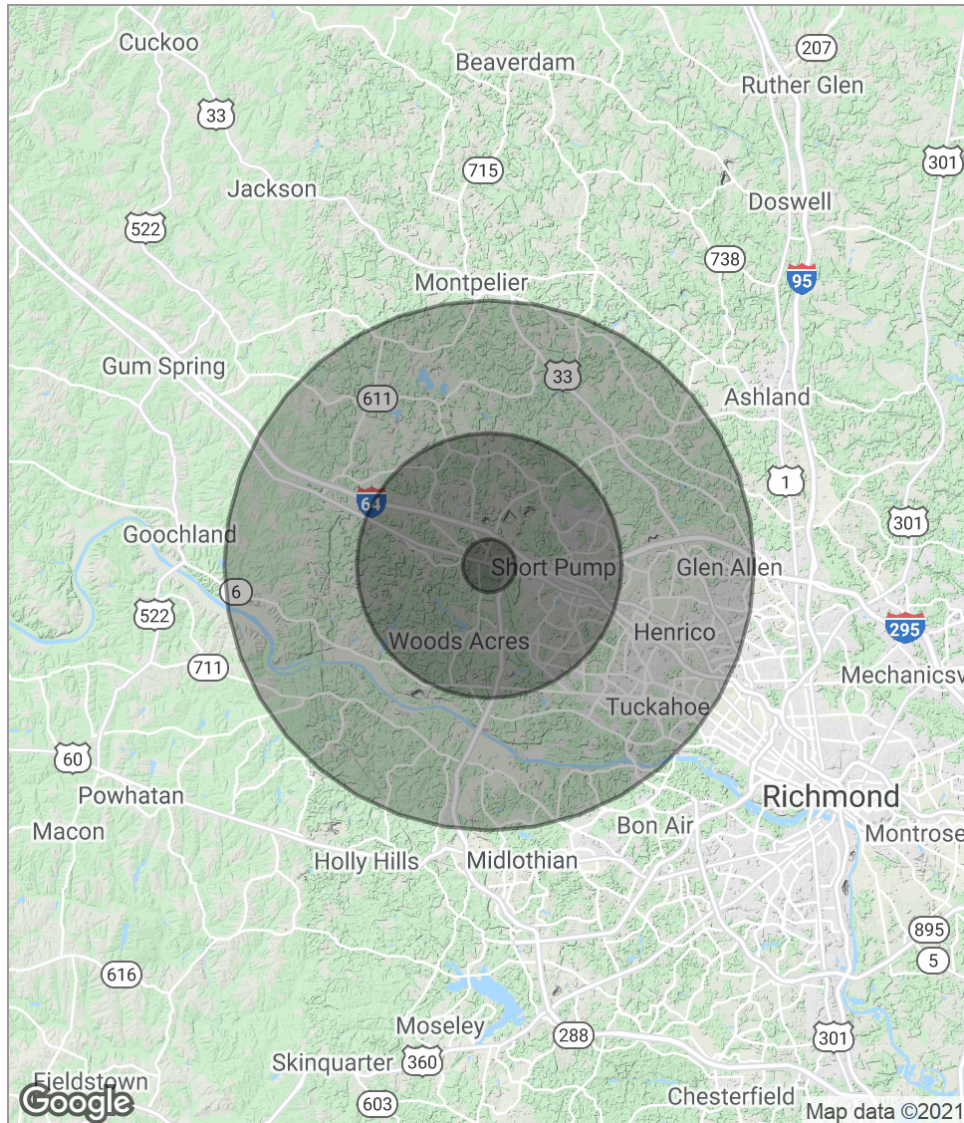 Cuckoo
Beaverdam
207
Ruther Glen
33
715
301
Jackson
Doswell
522
738
95
Montpelier
Gum Spring
33
611
Ashland
1
64
301
Goochland
Short Pump
Glen Allen
6
522
295
Henrico
Woods Acres
711
Mechanicsv
Tuckahoe
60
Powhatan
Richmond
Macon
Bon Air
Montrose
Holly Hills
Midlothian
895
5
616
Moseley
288
301
Skinquarter
360
Fieldstown
603
Chesterfield
Google
Map data ©2021